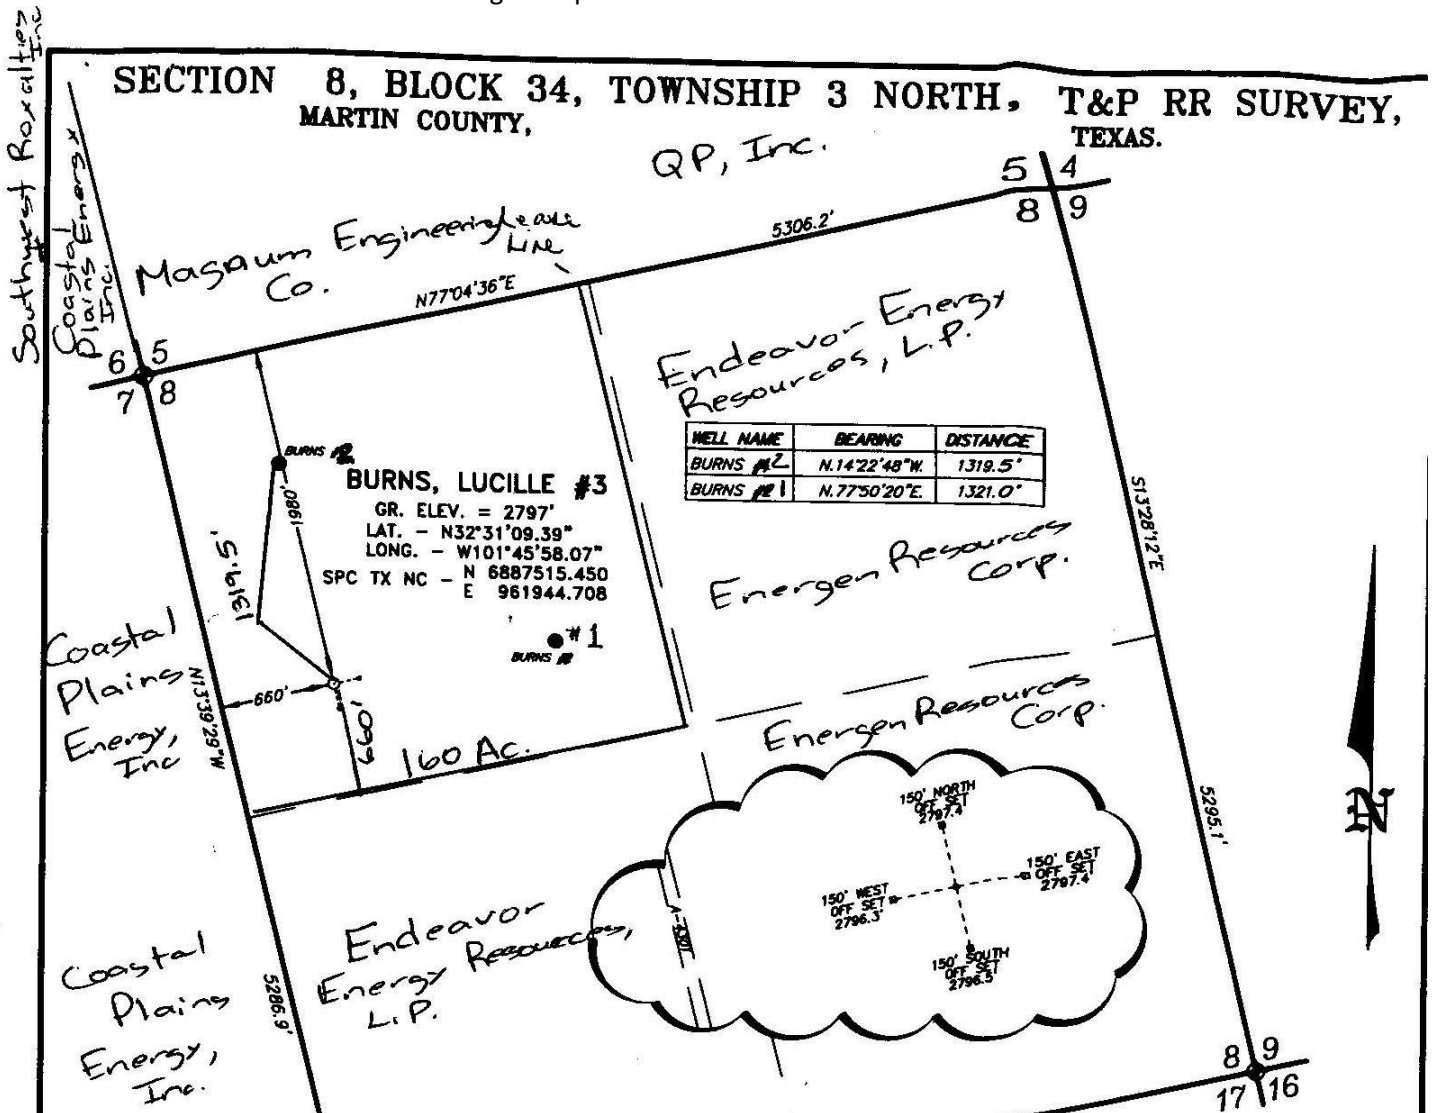 SECTION 8, BLOCK 34, TOWNSHIP 3 NORTH, T&P RR SURVEY,
MARTIN COUNTY, TEXAS.
Southwest Royalties
Inc
Coastal
Plains Energy
Inc.
QP, Inc.
Magnum Engineering
Co.
Lease
Line
N77°04'36"E
5306.2'
5 4
8 9
6 5
7 8
Endeavor Energy
Resources, L.P.
WELL NAME BEARING DISTANCE
BURNS #2 N.14°22'48"W. 1319.5'
BURNS #1 N.77°50'20"E. 1321.0'
BURNS #2
BURNS, LUCILLE #3
GR. ELEV. = 2797'
LAT. - N32°31'09.39"
LONG. - W101°45'58.07"
SPC TX NC - N 6887515.450
E 961944.708
1980'
1319.5'
#1
BURNS
660'
660'
160 Ac.
S13°28'12"E
Energen Resources
Corp.
Coastal
Plains
Energy,
Inc
N13°39'29"W
Energen Resources
Corp.
5295.1'
N
150' NORTH
OFF SET
2797.4'
150' EAST
OFF SET
2797.4'
150' WEST
OFF SET
2796.3'
150' SOUTH
OFF SET
2796.5'
Endeavor
Energy Resources,
L.P.
Coastal
Plains
Energy,
Inc.
5286.9'
8 9
17 16